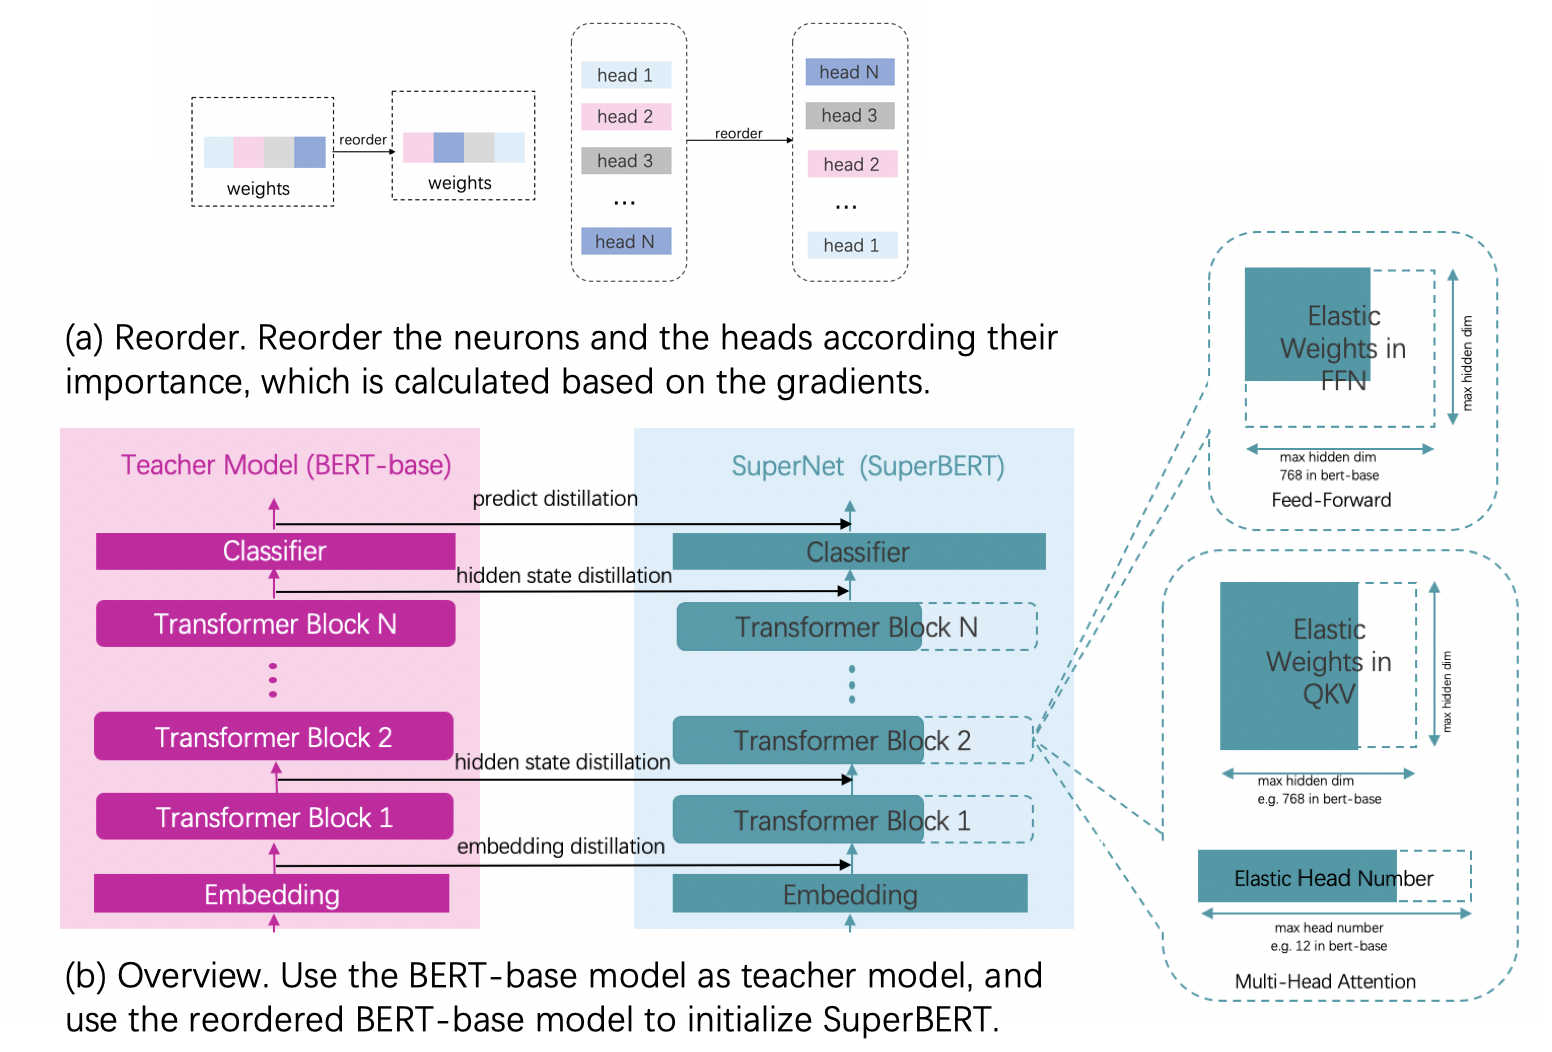 weights
reorder
weights
head 1
head 2
head 3
...
head N
reorder
head N
head 3
head 2
...
head 1
(a) Reorder. Reorder the neurons and the heads according their
importance, which is calculated based on the gradients.
Teacher Model (BERT-base)
predict distillation
Classifier
hidden state distillation
Transformer Block N
Transformer Block 2
hidden state distillation
Transformer Block 1
embedding distillation
Embedding
SuperNet (SuperBERT)
Classifier
Transformer Block N
Transformer Block 2
Transformer Block 1
Embedding
Elastic
Weights in
FFN
max hidden dim
max hidden dim
768 in bert-base
Feed-Forward
Elastic
Weights in
QKV
max hidden dim
max hidden dim
e.g. 768 in bert-base
Elastic Head Number
max head number
e.g. 12 in bert-base
Multi-Head Attention
(b) Overview. Use the BERT-base model as teacher model, and
use the reordered BERT-base model to initialize SuperBERT.